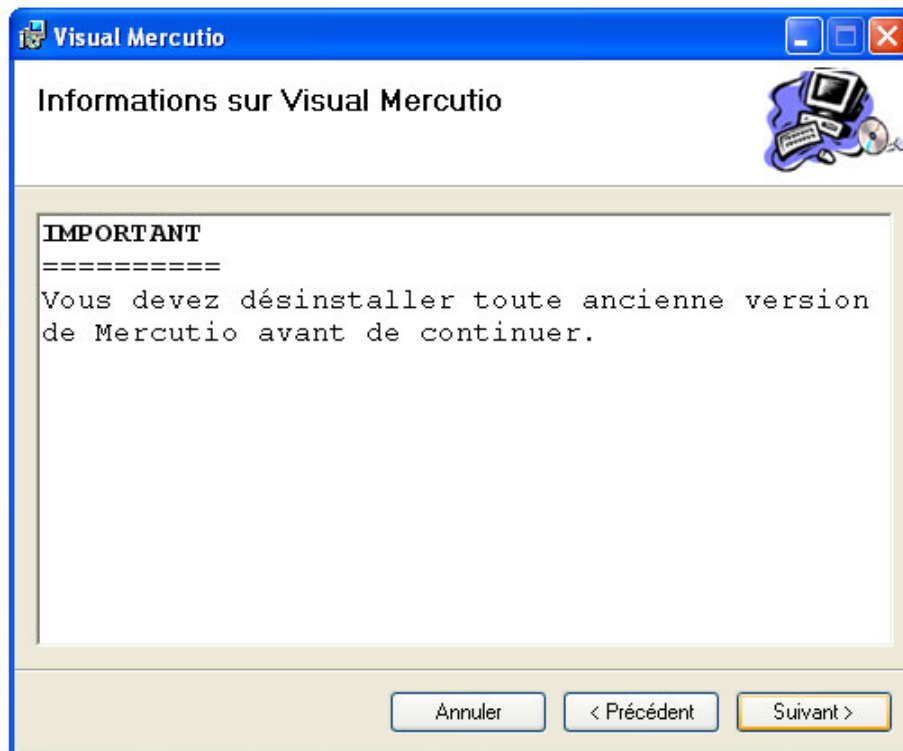 Visual Mercutio
Informations sur Visual Mercutio
IMPORTANT
==========
Vous devez désinstaller toute ancienne version
de Mercutio avant de continuer.
Annuler
< Précédent
Suivant >